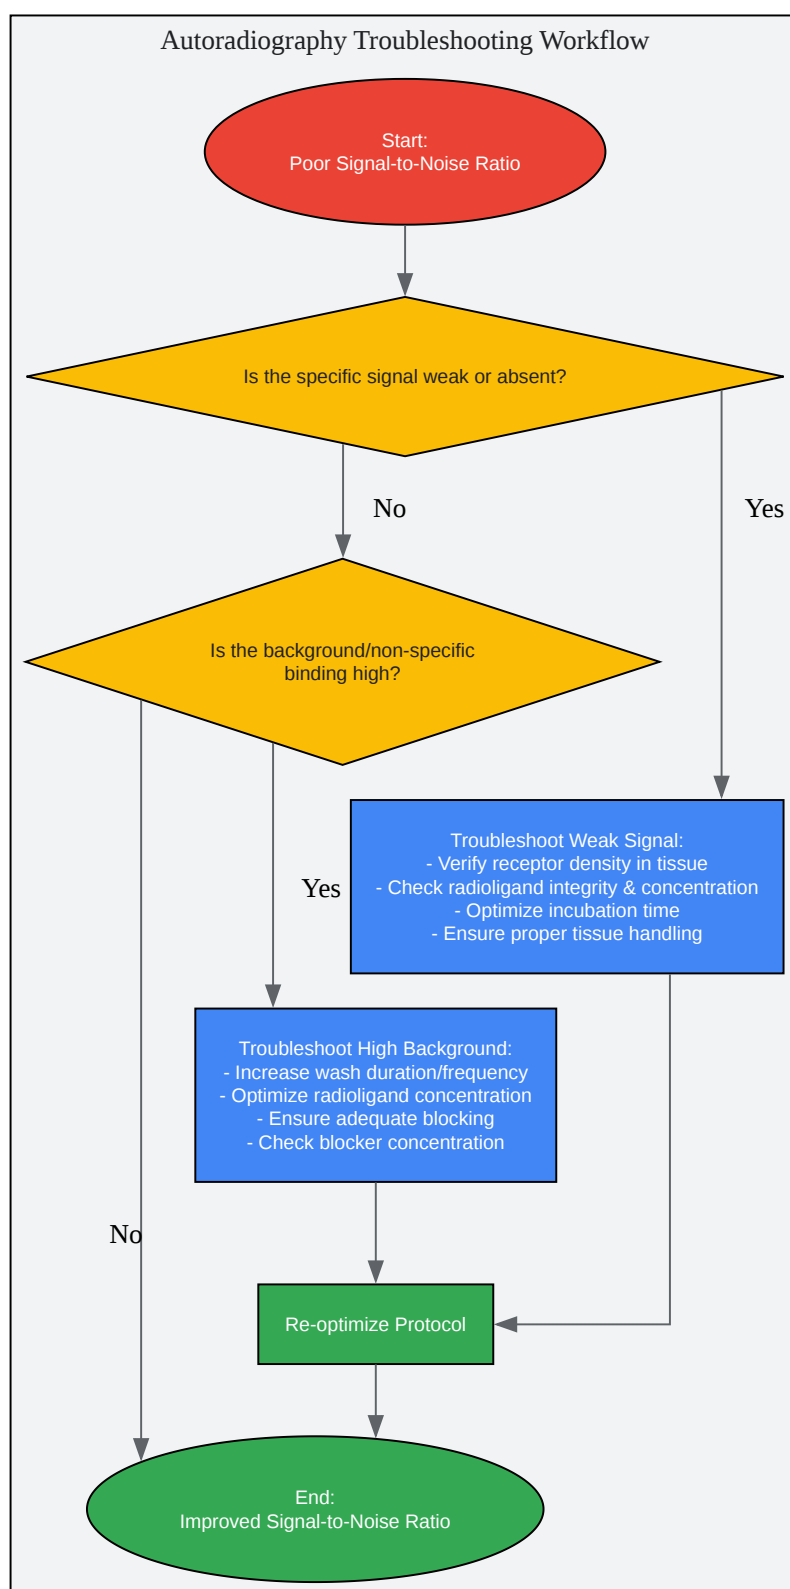 Autoradiography Troubleshooting Workflow
Start:
Poor Signal-to-Noise Ratio
Is the specific signal weak or absent?
No
Yes
Is the background/non-specific
binding high?
Troubleshoot Weak Signal:
- Verify receptor density in tissue
- Check radioligand integrity & concentration
- Optimize incubation time
- Ensure proper tissue handling
Yes
Troubleshoot High Background:
- Increase wash duration/frequency
- Optimize radioligand concentration
- Ensure adequate blocking
- Check blocker concentration
No
Re-optimize Protocol
End:
Improved Signal-to-Noise Ratio